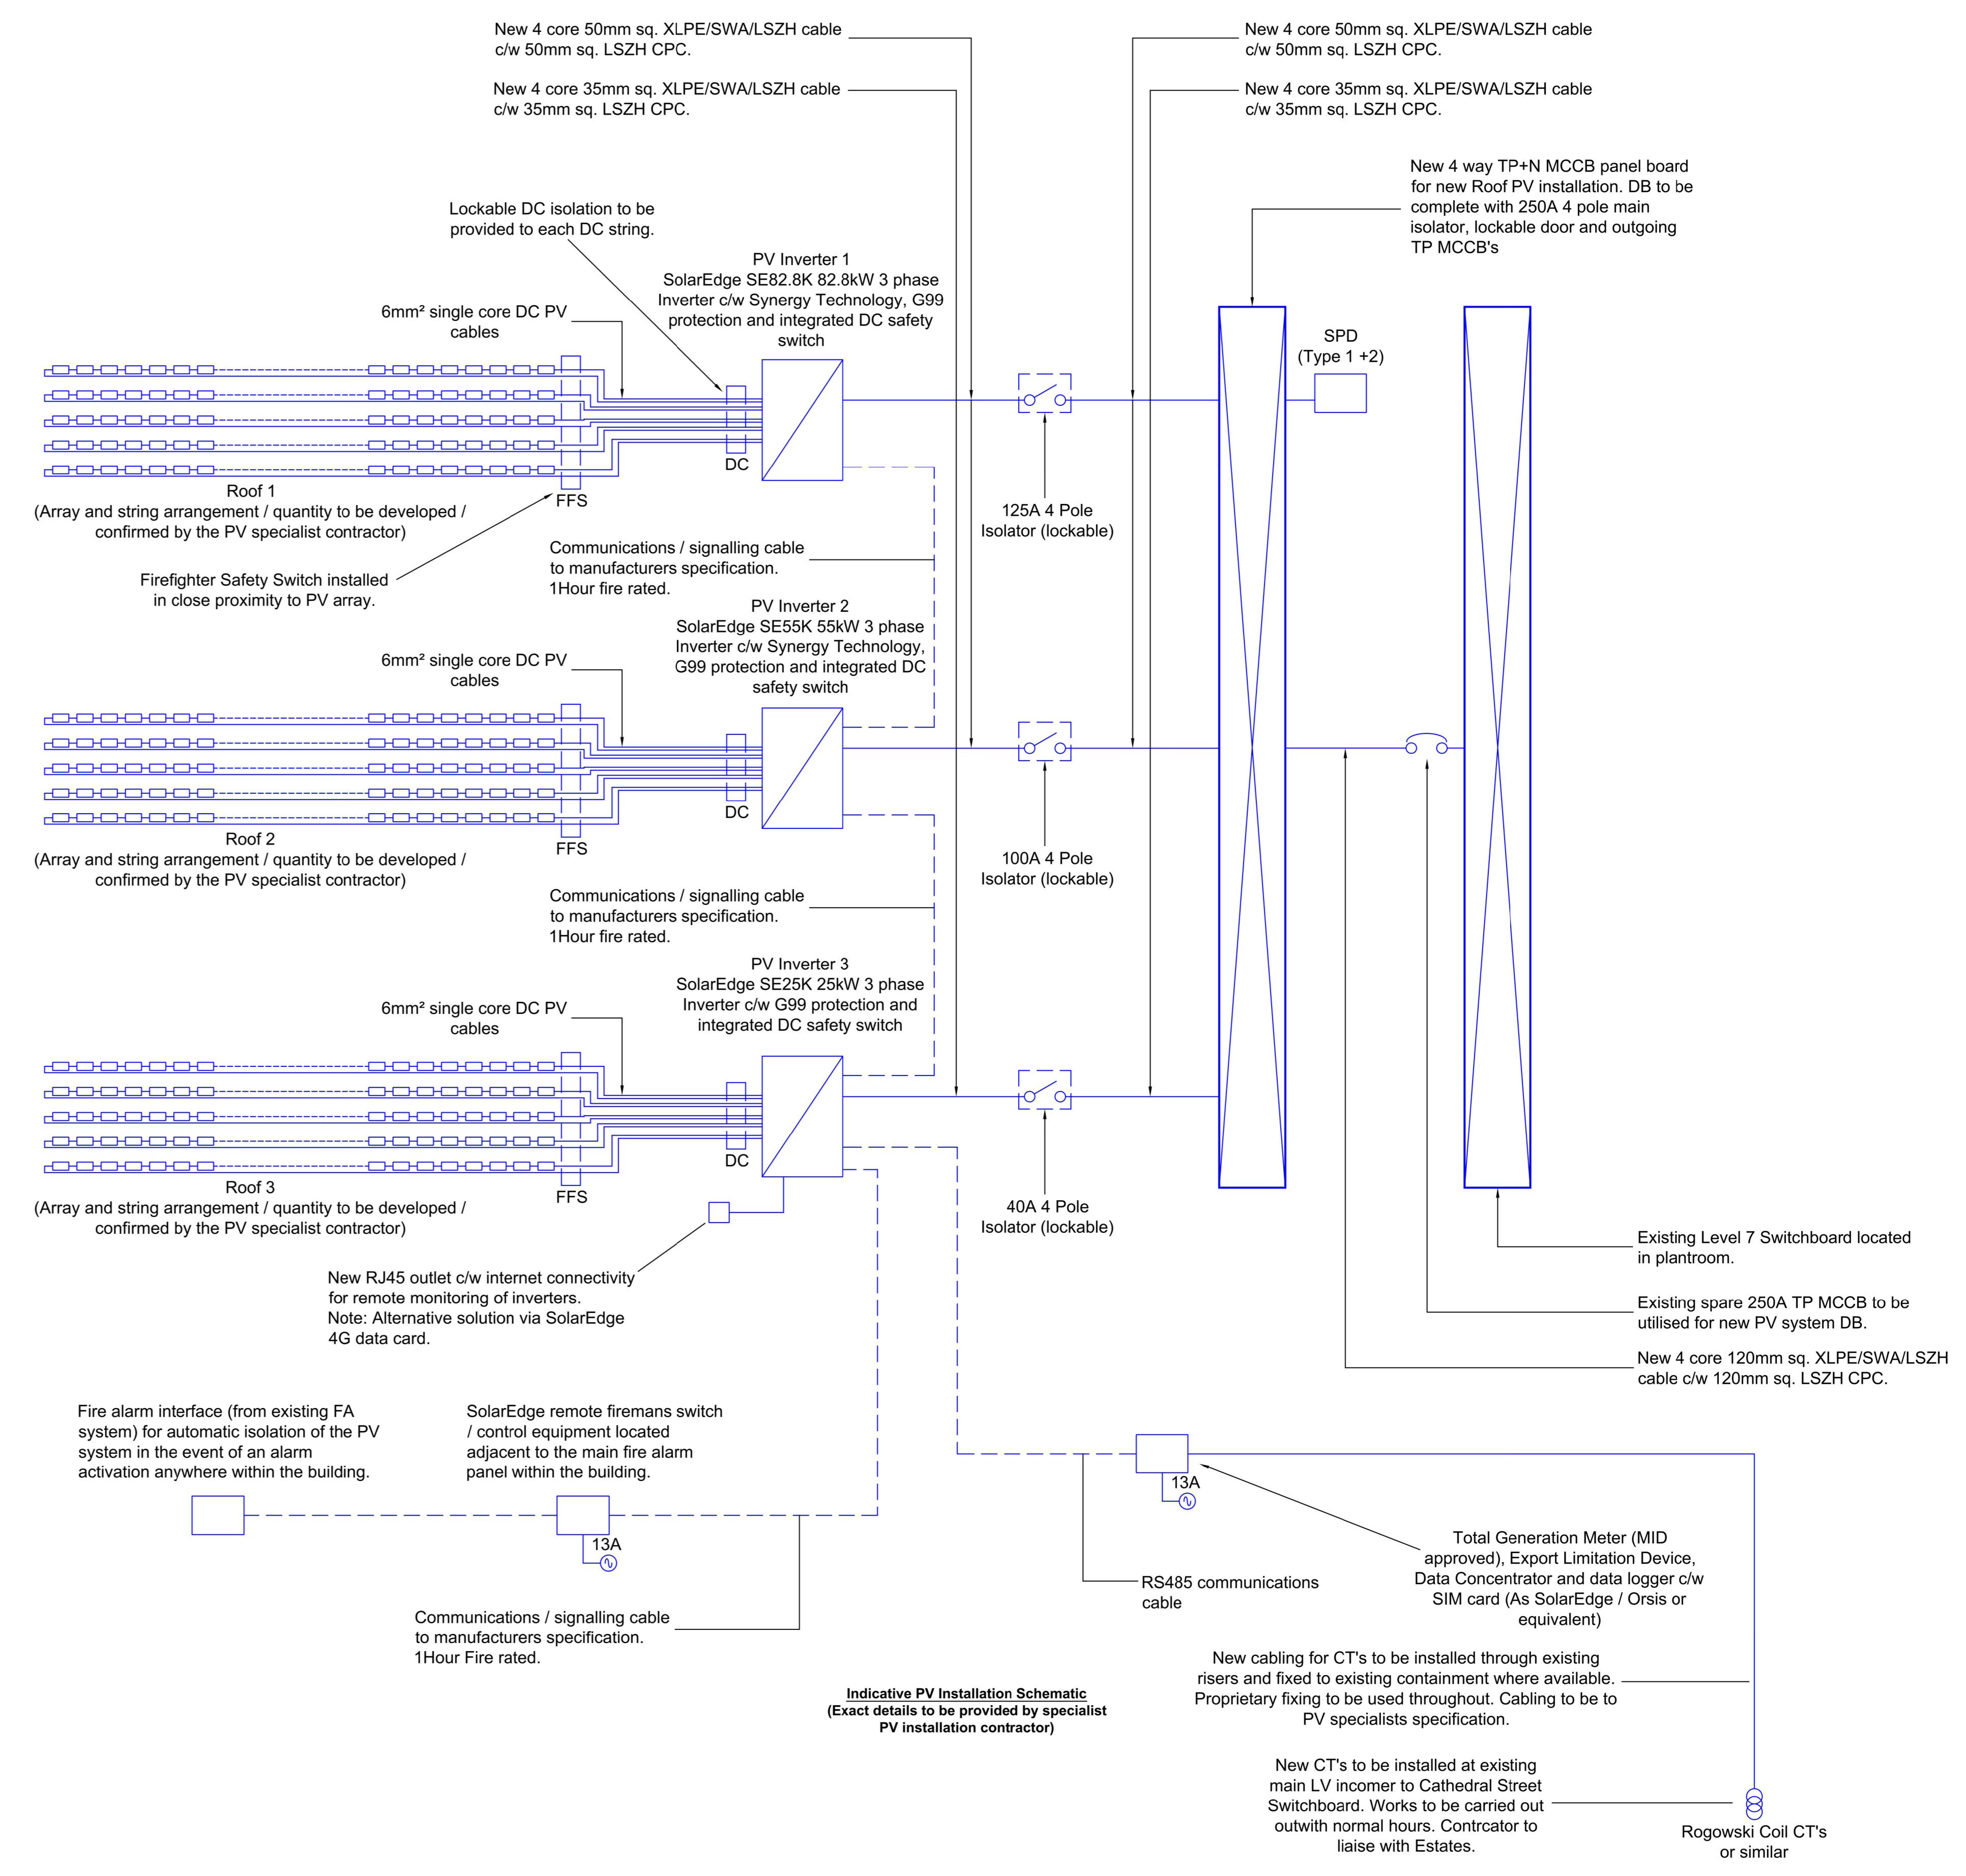 New 4 core 50mm sq. XLPE/SWA/LSZH cable
c/w 50mm sq. LSZH CPC.
New 4 core 35mm sq. XLPE/SWA/LSZH cable
c/w 35mm sq. LSZH CPC.
New 4 core 50mm sq. XLPE/SWA/LSZH cable
c/w 50mm sq. LSZH CPC.
New 4 core 35mm sq. XLPE/SWA/LSZH cable
c/w 35mm sq. LSZH CPC.
New 4 way TP+N MCCB panel board
for new Roof PV installation. DB to be
complete with 250A 4 pole main
isolator, lockable door and outgoing
TP MCCB's
Lockable DC isolation to be
provided to each DC string.
PV Inverter 1
SolarEdge SE82.8K 82.8kW 3 phase
Inverter c/w Synergy Technology, G99
protection and integrated DC safety
switch
6mm² single core DC PV
cables
SPD
(Type 1 +2)
DC
FFS
Roof 1
(Array and string arrangement / quantity to be developed /
confirmed by the PV specialist contractor)
125A 4 Pole
Isolator (lockable)
Firefighter Safety Switch installed
in close proximity to PV array.
Communications / signalling cable
to manufacturers specification.
1Hour fire rated.
PV Inverter 2
SolarEdge SE55K 55kW 3 phase
Inverter c/w Synergy Technology,
G99 protection and integrated DC
safety switch
6mm² single core DC PV
cables
DC
FFS
Roof 2
(Array and string arrangement / quantity to be developed /
confirmed by the PV specialist contractor)
100A 4 Pole
Isolator (lockable)
Communications / signalling cable
to manufacturers specification.
1Hour fire rated.
PV Inverter 3
SolarEdge SE25K 25kW 3 phase
Inverter c/w G99 protection and
integrated DC safety switch
6mm² single core DC PV
cables
DC
FFS
Roof 3
(Array and string arrangement / quantity to be developed /
confirmed by the PV specialist contractor)
40A 4 Pole
Isolator (lockable)
New RJ45 outlet c/w internet connectivity
for remote monitoring of inverters.
Note: Alternative solution via SolarEdge
4G data card.
Existing Level 7 Switchboard located
in plantroom.
Existing spare 250A TP MCCB to be
utilised for new PV system DB.
New 4 core 120mm sq. XLPE/SWA/LSZH
cable c/w 120mm sq. LSZH CPC.
Fire alarm interface (from existing FA
system) for automatic isolation of the PV
system in the event of an alarm
activation anywhere within the building.
SolarEdge remote firemans switch
/ control equipment located
adjacent to the main fire alarm
panel within the building.
13A
13A
Total Generation Meter (MID
approved), Export Limitation Device,
Data Concentrator and data logger c/w
SIM card (As SolarEdge / Orsis or
equivalent)
RS485 communications
cable
Communications / signalling cable
to manufacturers specification.
1Hour Fire rated.
New cabling for CT's to be installed through existing
risers and fixed to existing containment where available.
Proprietary fixing to be used throughout. Cabling to be to
PV specialists specification.
Indicative PV Installation Schematic
(Exact details to be provided by specialist
PV installation contractor)
New CT's to be installed at existing
main LV incomer to Cathedral Street
Switchboard. Works to be carried out
outwith normal hours. Contrcator to
liaise with Estates.
Rogowski Coil CT's
or similar